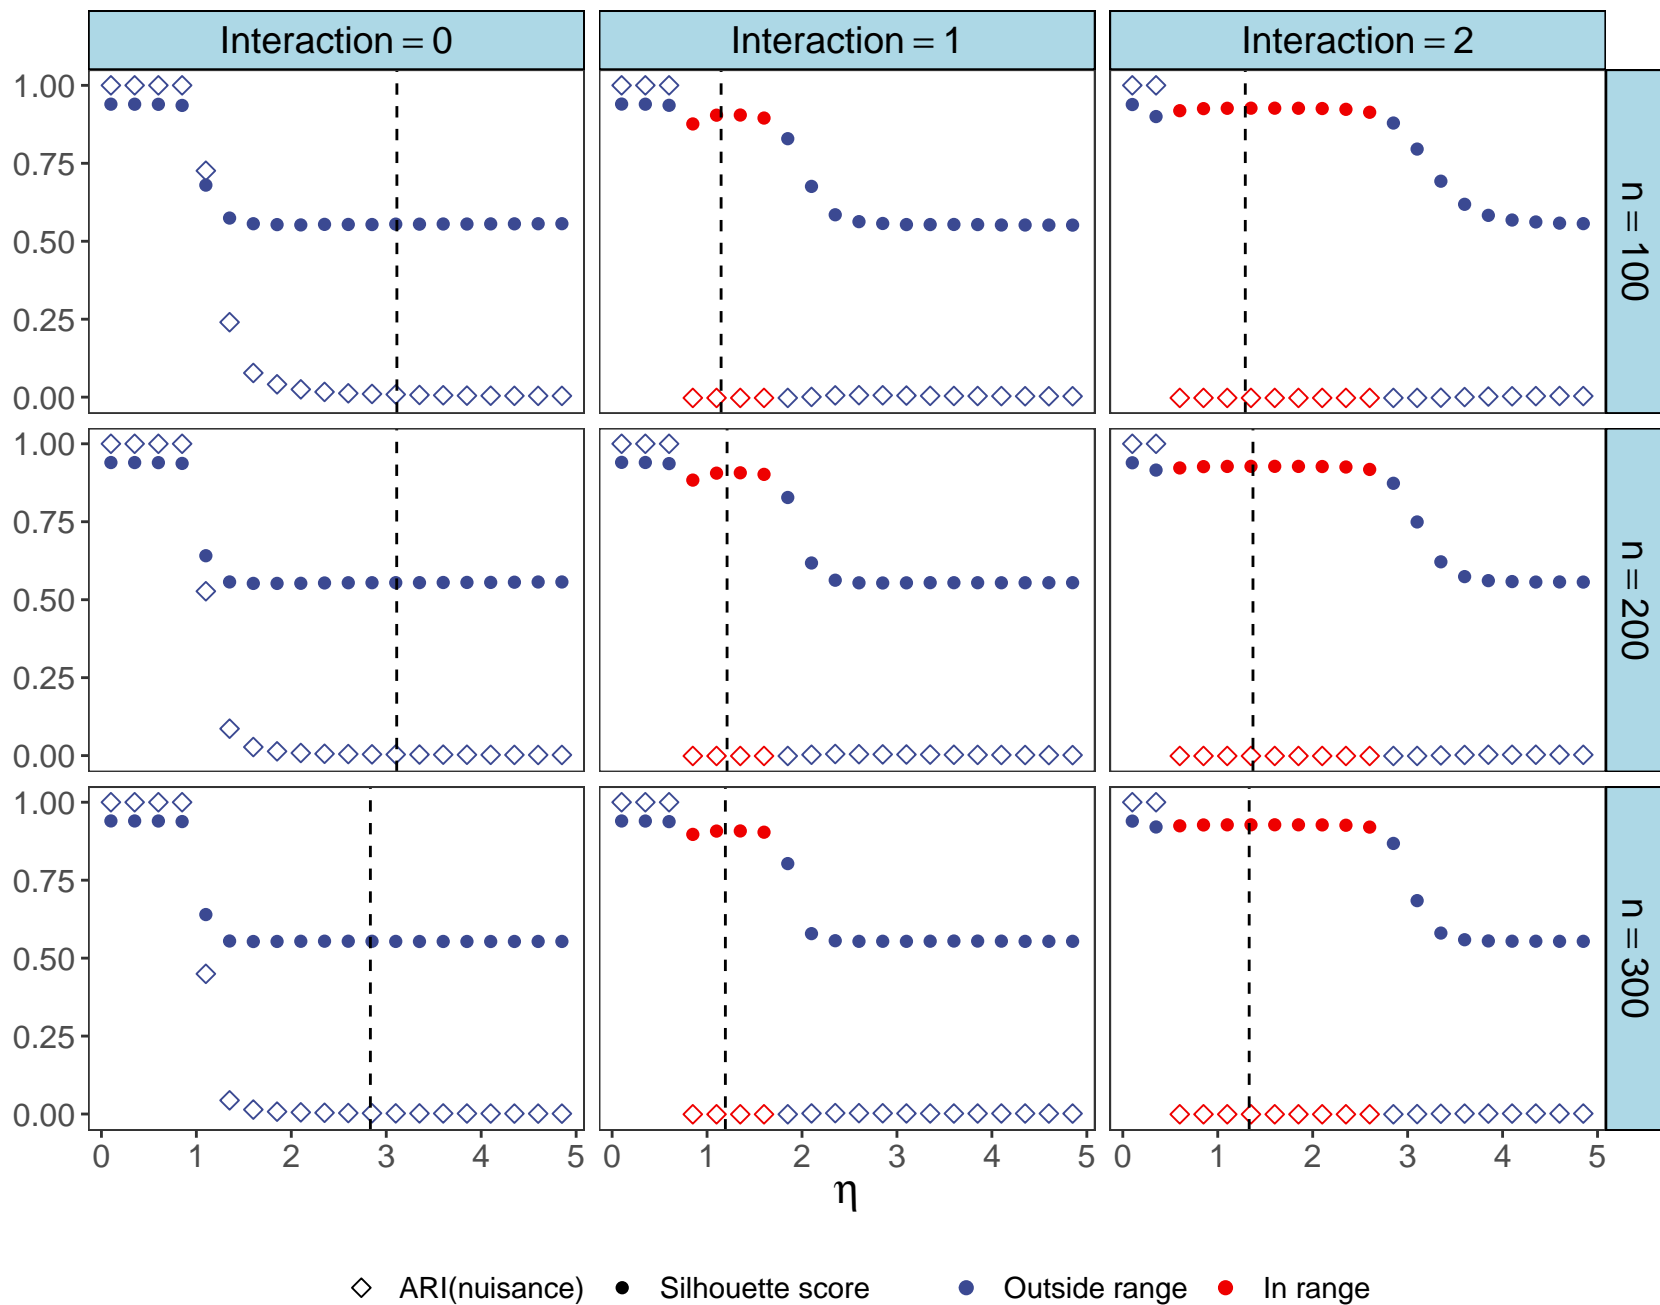 Interaction = 0 Interaction = 1 Interaction = 2
1.00
0.75
0.50
0.25
0.00
n = 100
1.00
0.75
0.50
0.25
0.00
n = 200
1.00
0.75
0.50
0.25
0.00
n = 300
0 1 2 3 4 5 0 1 2 3 4 5 0 1 2 3 4 5
η
ARI(nuisance) Silhouette score Outside range In range